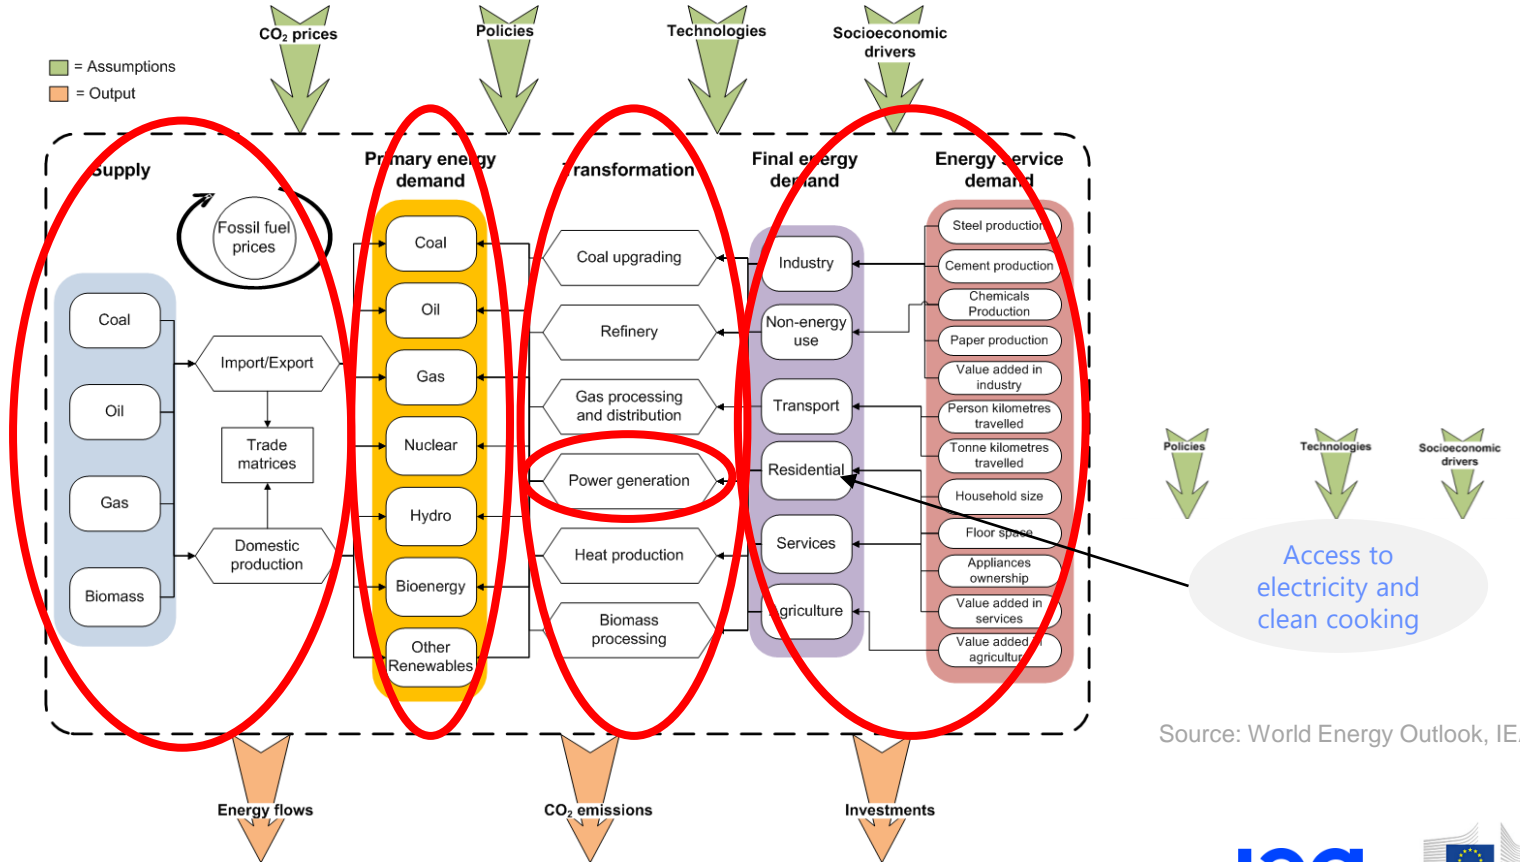 CO₂ prices
Policies
Technologies
Socioeconomic
drivers
= Assumptions
= Output
Supply
Primary energy
demand
Transformation
Final energy
demand
Energy service
demand
Fossil fuel
prices
Coal
Oil
Gas
Biomass
Import/Export
Trade
matrices
Domestic
production
Coal
Oil
Gas
Nuclear
Hydro
Bioenergy
Other
Renewables
Coal upgrading
Refinery
Gas processing
and distribution
Power generation
Heat production
Biomass
processing
Industry
Non-energy
use
Transport
Residential
Services
Agriculture
Steel production
Cement production
Chemicals
Production
Paper production
Value added in
industry
Person kilometres
travelled
Tonne kilometres
travelled
Household size
Floor space
Appliances
ownership
Value added in
services
Value added in
agriculture
Policies
Technologies
Socioeconomic
drivers
Access to
electricity and
clean cooking
Source: World Energy Outlook, IE
Energy flows
CO₂ emissions
Investments